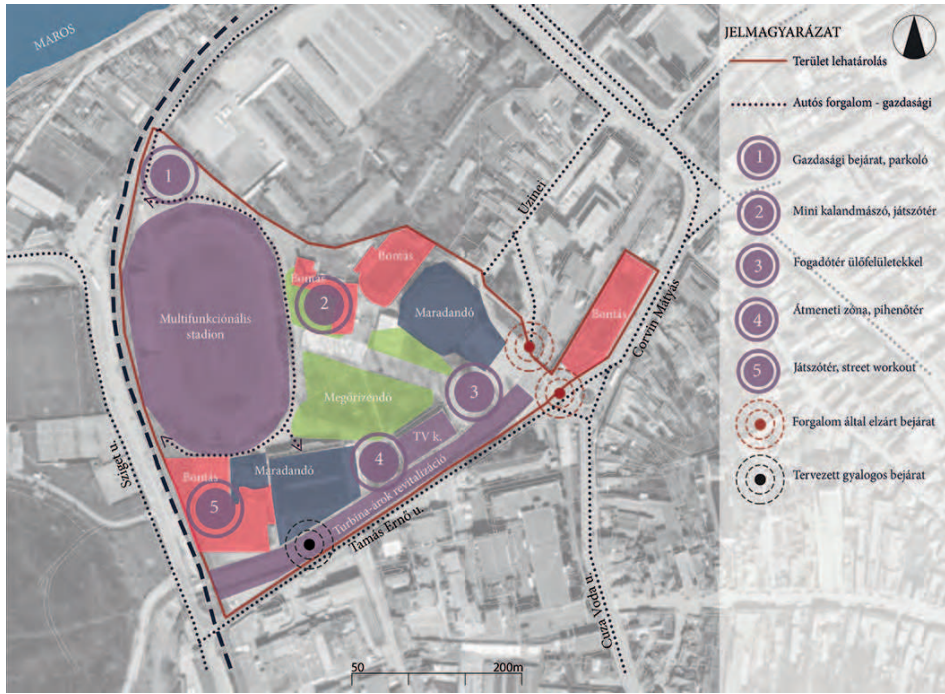 MAROS
JELMAGYARÁZAT
Terület lehatárolás
Autós forgalom - gazdasági
1
Gazdasági bejárat, parkoló
2
Mini kalandmászó, játszótér
3
Fogadótér ülőfelületekkel
4
Átmeneti zóna, pihenőtér
5
Játszótér, street workout
Forgalom által elzárt bejárat
Tervezett gyalogos bejárat
1
Uzinei
Bontás
Bontás
2
Maradandó
Bontás
Corvin Mátyás
Multifunkciónális
stadion
3
Megőrizendő
TV k.
4
Sziget u.
Bontás
Maradandó
5
Turbina-árok revitalizáció
Tamás Ernő u.
Cuza Voda u.
50
200m